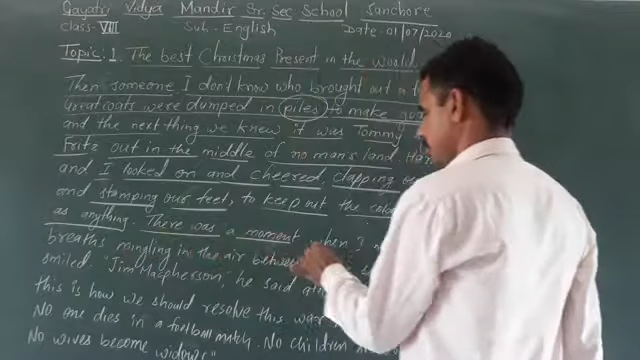 Gayatri Vidya Mandir Sr. Sec School Sanchore
Class-VIII Sub-English Date-01/07/2020
Topic: 1. The best Christmas Present in the World
Then someone I don't know who brought out a
Greatcoats were dumped in piles to make
and the next thing we knew it was Tommy
Fritz out in the middle of no man's land.
and I looked on and cheered, clapping
and stamping our feet, to keep out the
as anything. There was a moment when I
breaths mingling in the air
smiled. "Jim Macpherson," he said
this is how we should resolve this war
No one dies in a football match. No children
No wives become widows"